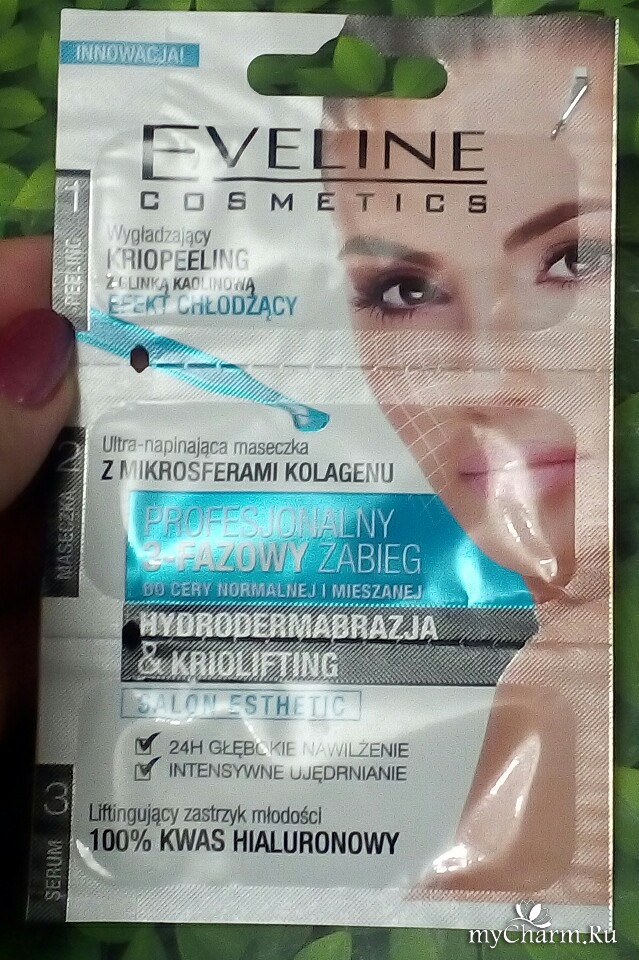 INNOWACJA!
EVELINE
COSMETICS
1
PEELING
Wygładzający
KRIOPEELING
Z GLINKĄ KAOLINOWĄ
EFEKT CHŁODZĄCY
2
MASECZKA
Ultra-napinająca maseczka
Z MIKROSFERAMI KOLAGENU
PROFESJONALNY
3-FAZOWY ZABIEG
DO CERY NORMALNEJ I MIESZANEJ
HYDRODERMABRAZJA
& KRIOLIFTING
SALON ESTHETIC
24H GŁĘBOKIE NAWILŻENIE
INTENSYWNE UJĘDRNIANIE
3
SERUM
Liftingujący zastrzyk młodości
100% KWAS HIALURONOWY
myCharm.Ru